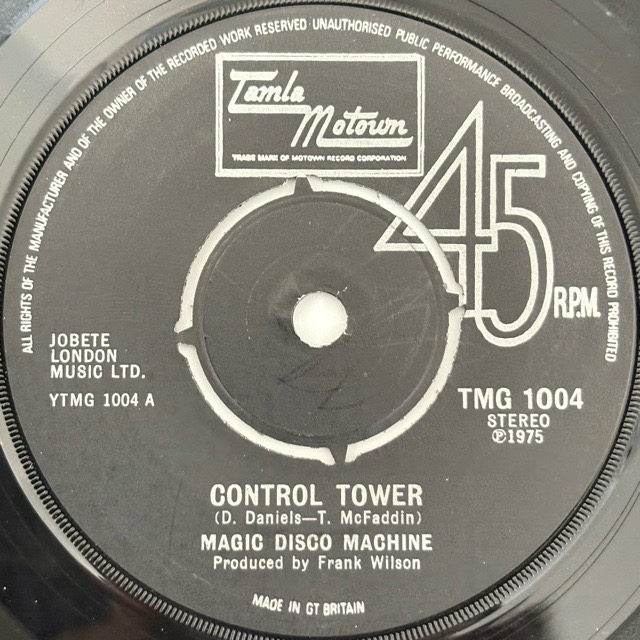 ALL RIGHTS OF THE MANUFACTURER AND OF THE OWNER OF THE RECORDED WORK RESERVED UNAUTHORISED PUBLIC PERFORMANCE BROADCASTING AND COPYING OF THIS RECORD PROHIBITED
Tamla
Motown
TRADE MARK OF MOTOWN RECORD CORPORATION
45
R.P.M.
JOBETE
LONDON
MUSIC LTD.
YTMG 1004 A
TMG 1004
STEREO
℗1975
CONTROL TOWER
(D. Daniels—T. McFaddin)
MAGIC DISCO MACHINE
Produced by Frank Wilson
MADE IN GT BRITAIN